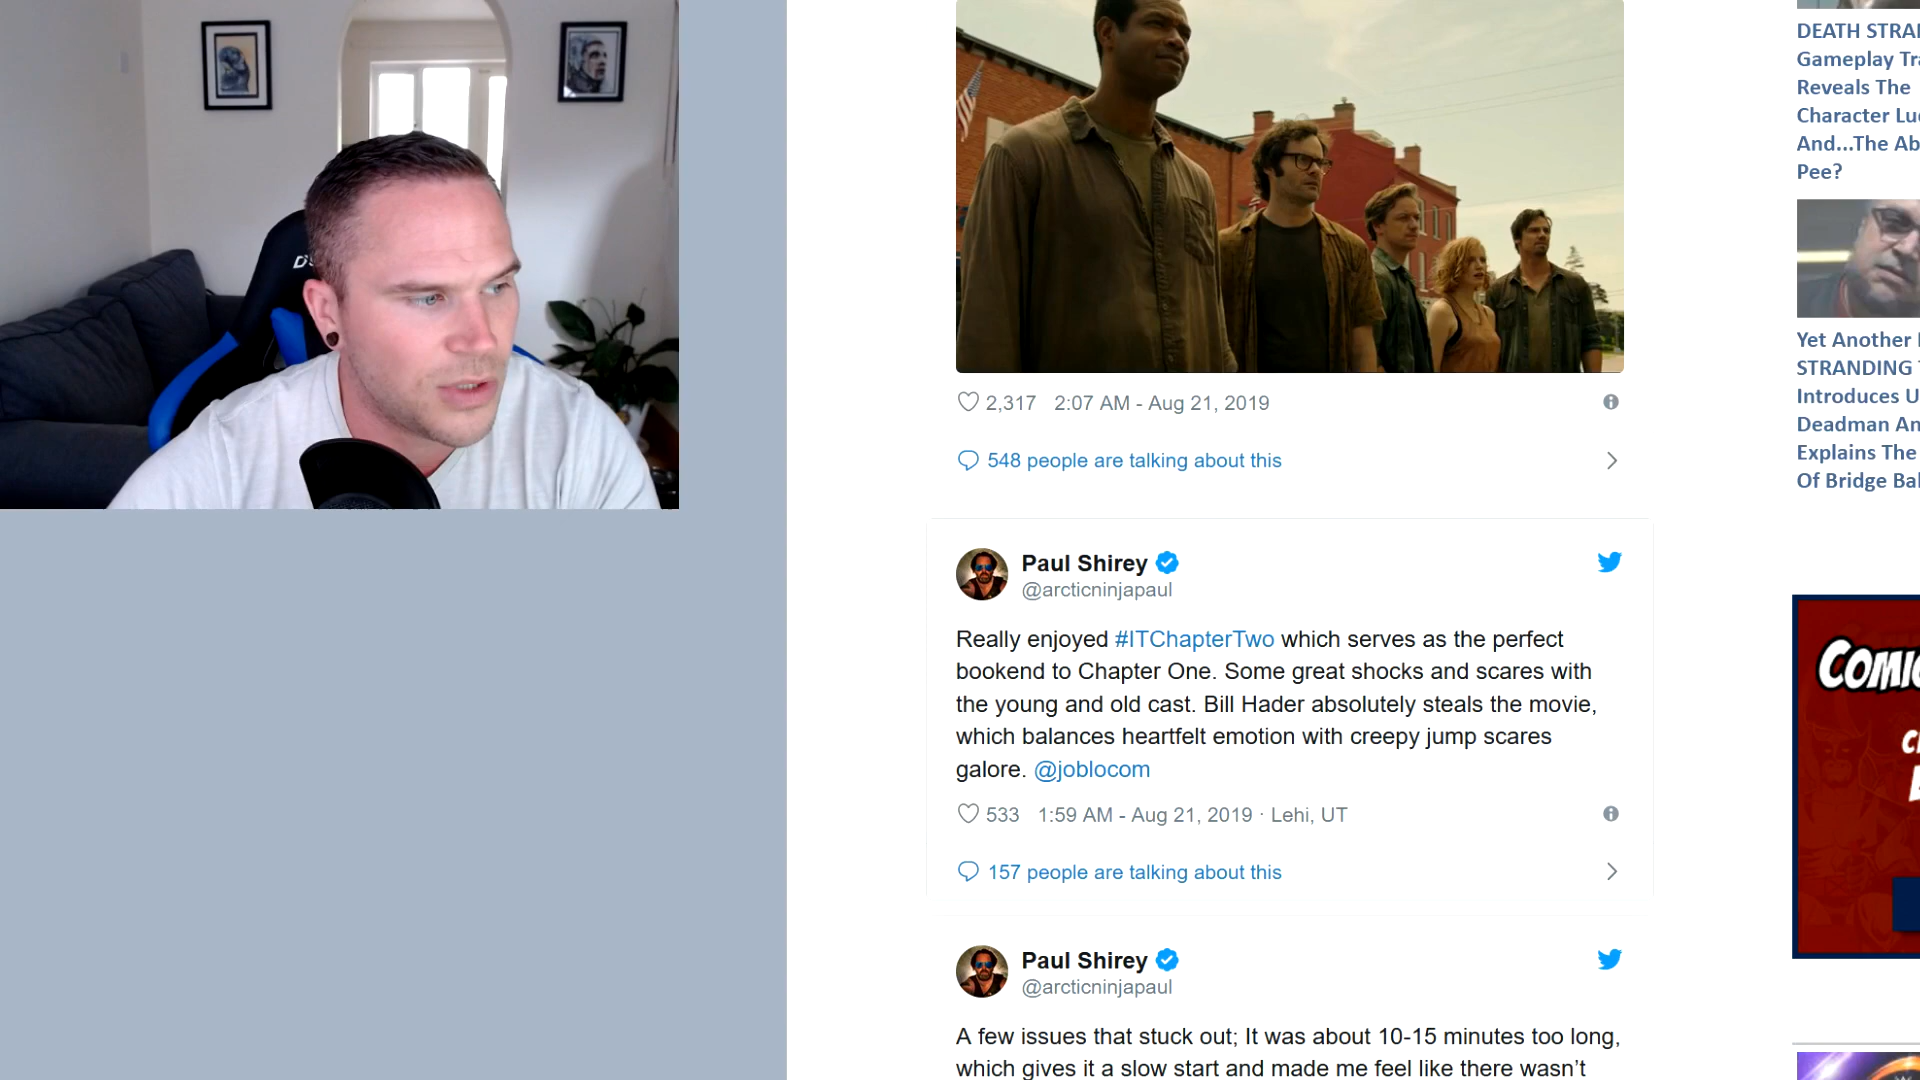 DEATH STRAN
Gameplay Tra
Reveals The
Character Lu
And...The Ab
Pee?
Yet Another
STRANDING
Introduces U
Deadman An
Explains The
Of Bridge Ba
2,317 2:07 AM - Aug 21, 2019
548 people are talking about this
Paul Shirey
@arcticninjapaul
Really enjoyed #ITChapterTwo which serves as the perfect
bookend to Chapter One. Some great shocks and scares with
the young and old cast. Bill Hader absolutely steals the movie,
which balances heartfelt emotion with creepy jump scares
galore. @joblocom
533 1:59 AM - Aug 21, 2019 · Lehi, UT
157 people are talking about this
Paul Shirey
@arcticninjapaul
A few issues that stuck out; It was about 10-15 minutes too long,
which gives it a slow start and made me feel like there wasn't
COMIC